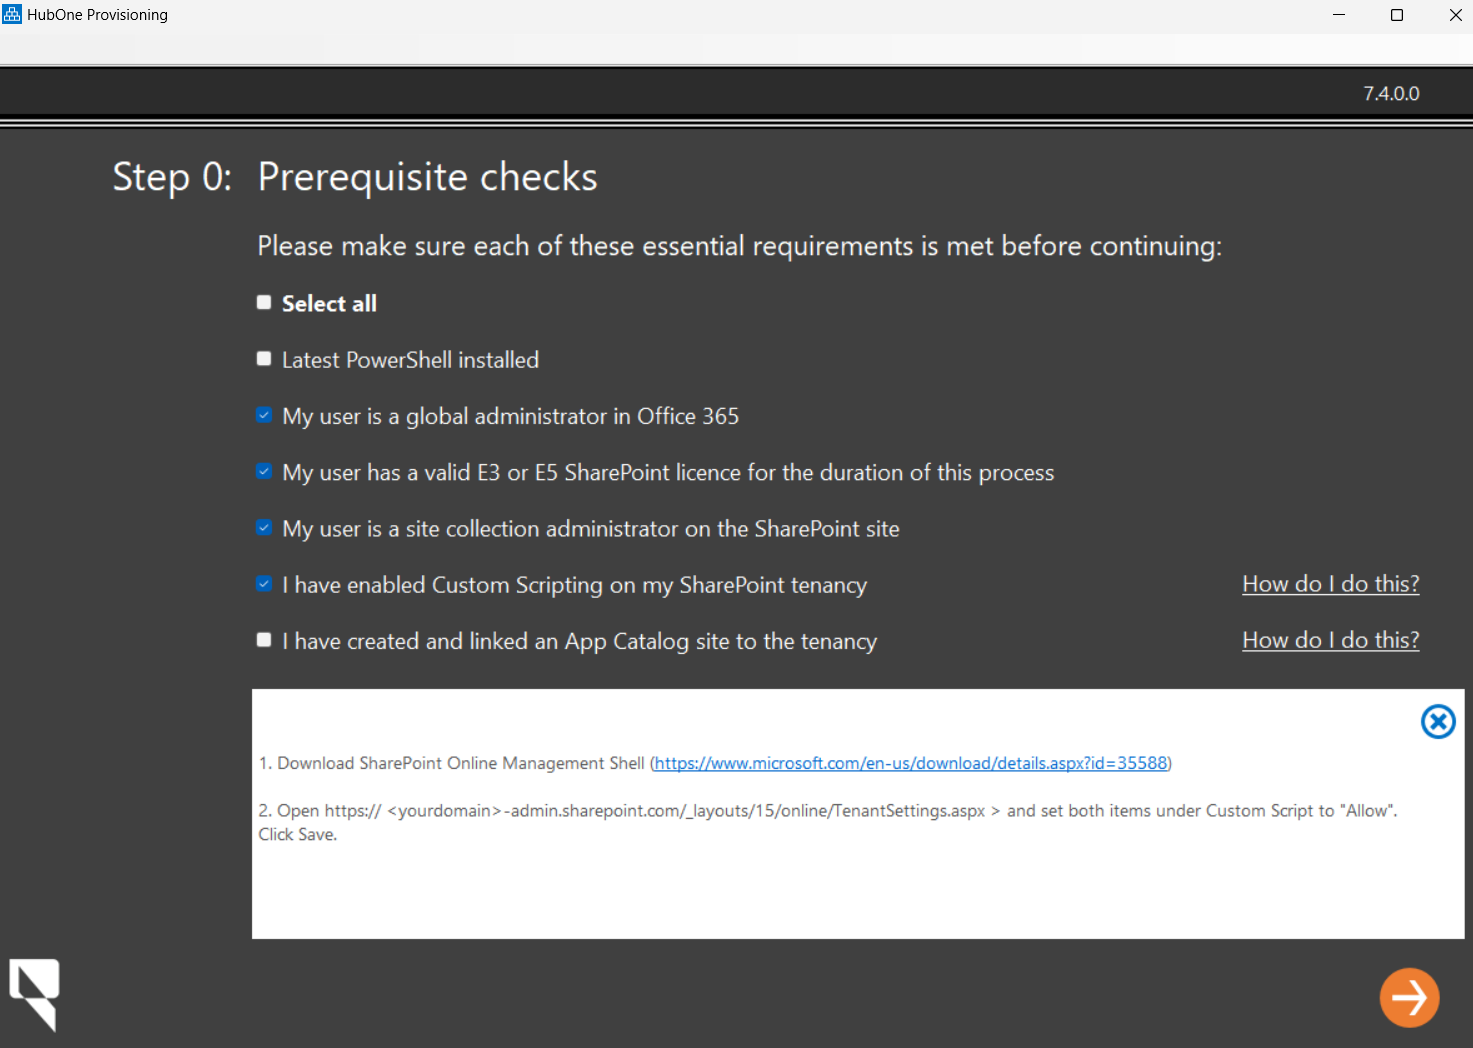 HubOne Provisioning
7.4.0.0
Step 0: Prerequisite checks
Please make sure each of these essential requirements is met before continuing:
Select all
Latest PowerShell installed
My user is a global administrator in Office 365
My user has a valid E3 or E5 SharePoint licence for the duration of this process
My user is a site collection administrator on the SharePoint site
I have enabled Custom Scripting on my SharePoint tenancy How do I do this?
I have created and linked an App Catalog site to the tenancy How do I do this?
1. Download SharePoint Online Management Shell (https://www.microsoft.com/en-us/download/details.aspx?id=35588)
2. Open https:// <yourdomain>-admin.sharepoint.com/_layouts/15/online/TenantSettings.aspx > and set both items under Custom Script to "Allow".
Click Save.